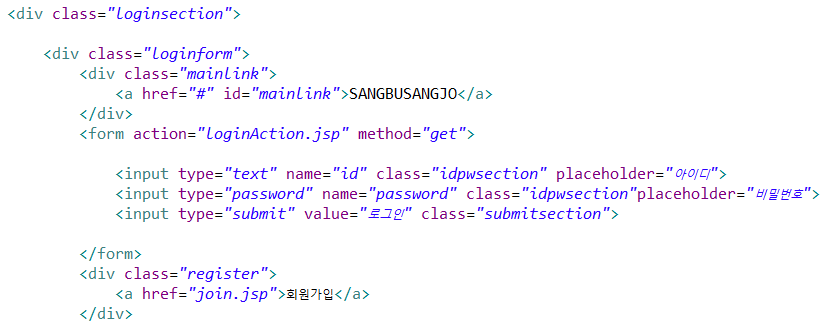 <div class="loginsection">
<div class="loginform">
<div class="mainlink">
<a href="#" id="mainlink">SANGBUSANGJO</a>
</div>
<form action="loginAction.jsp" method="get">
<input type="text" name="id" class="idpwsection" placeholder="아이디">
<input type="password" name="password" class="idpwsection"placeholder="비밀번호">
<input type="submit" value="로그인" class="submitsection">
</form>
<div class="register">
<a href="join.jsp">회원가입</a>
</div>